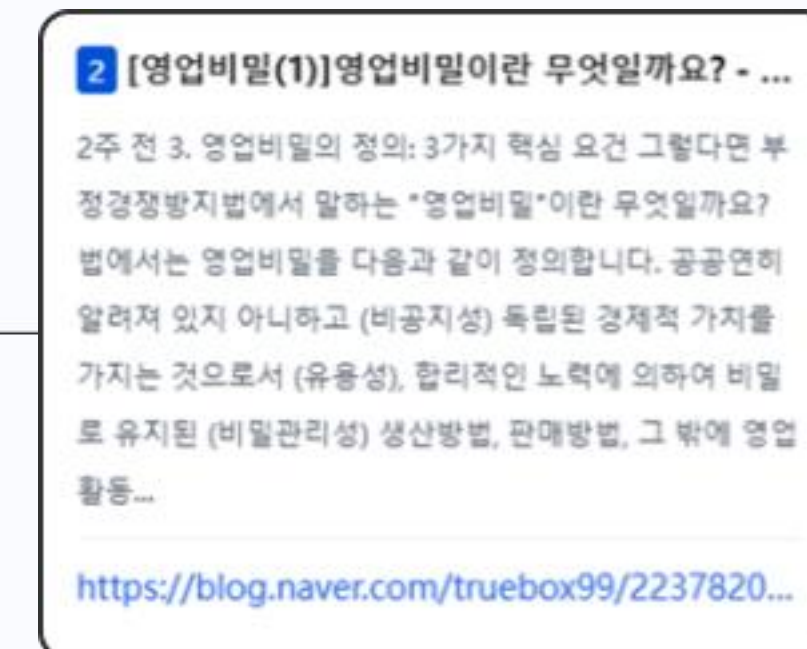 2 [영업비밀(1)]영업비밀이란 무엇일까요? - ...
2주 전 3. 영업비밀의 정의: 3가지 핵심 요건 그렇다면 부
정경쟁방지법에서 말하는 "영업비밀"이란 무엇일까요?
법에서는 영업비밀을 다음과 같이 정의합니다. 공공연히
알려져 있지 아니하고 (비공지성) 독립된 경제적 가치를
가지는 것으로서 (유용성), 합리적인 노력에 의하여 비밀
로 유지된 (비밀관리성) 생산방법, 판매방법, 그 밖에 영업
활동...
https://blog.naver.com/truebox99/2237820...